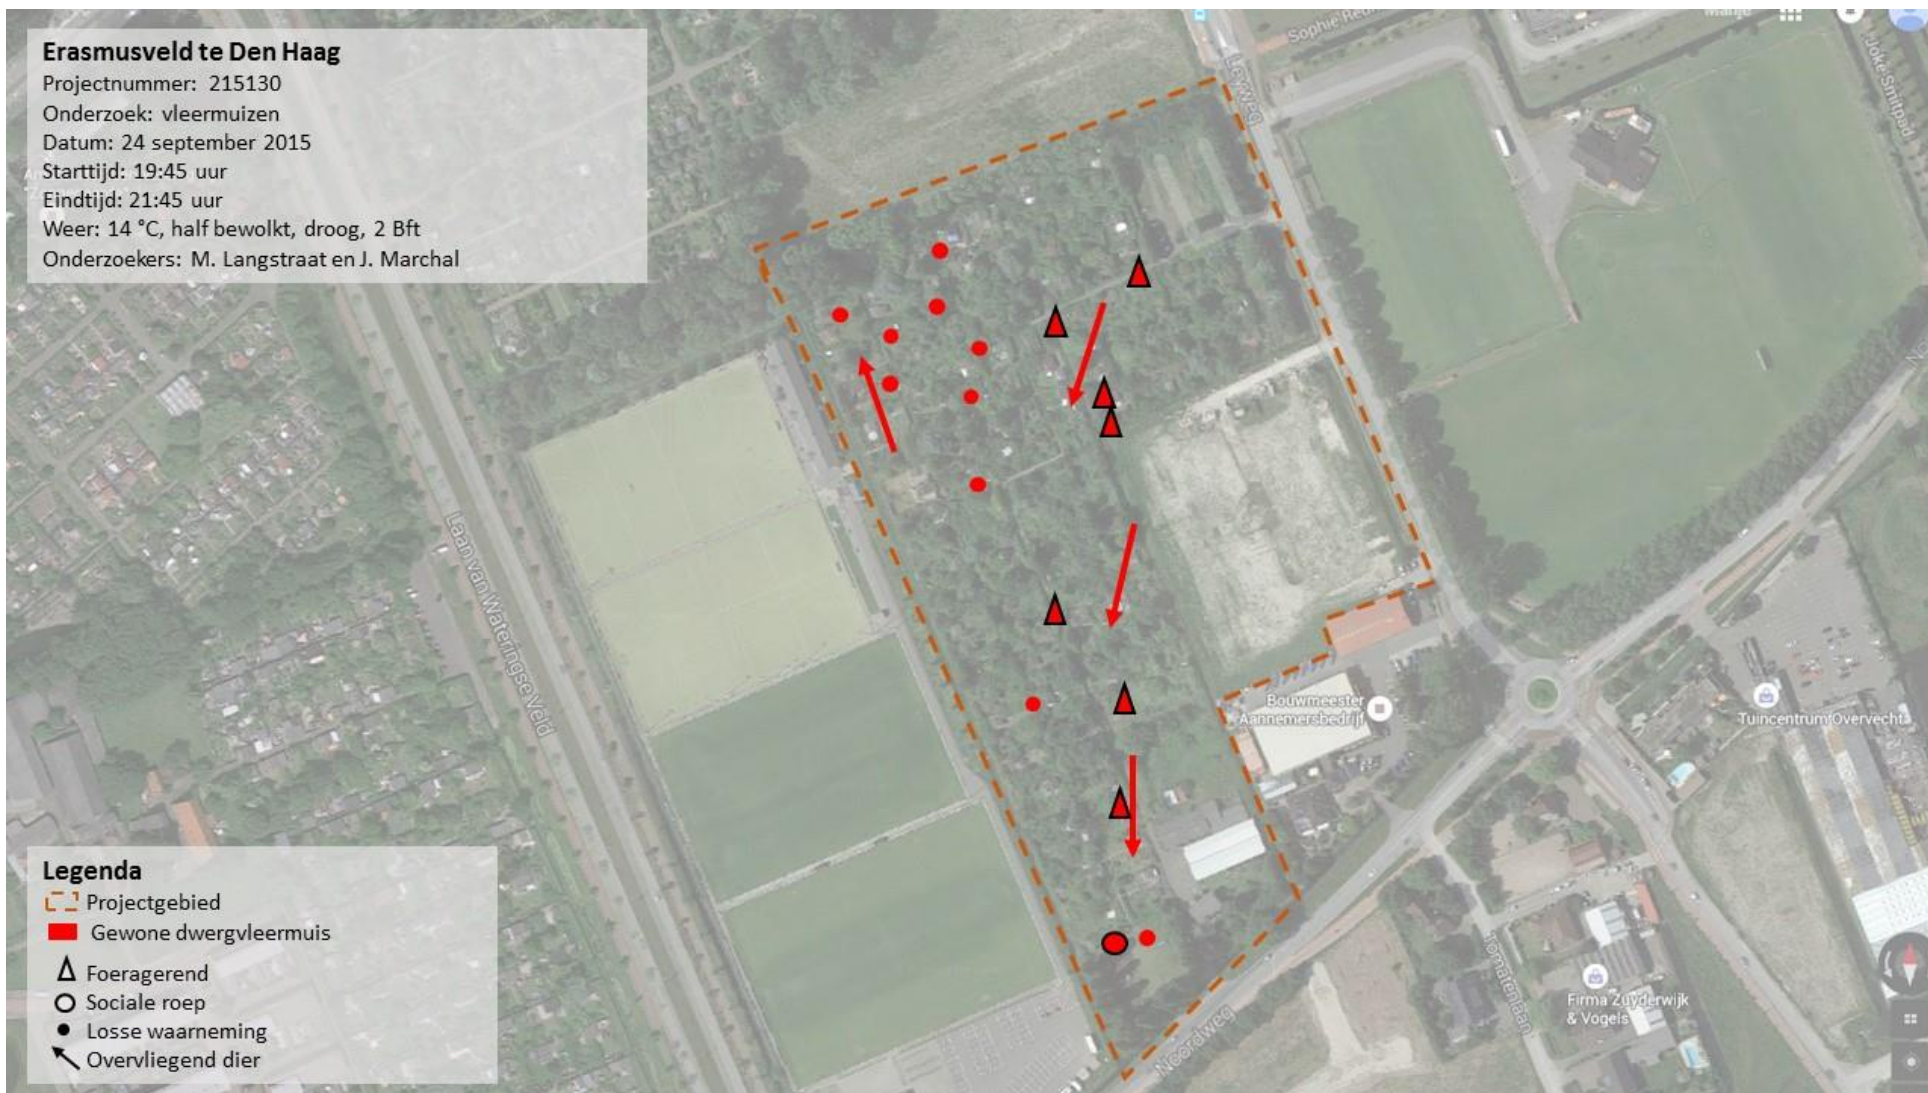 Erasmusveld te Den Haag
Projectnummer: 215130
Onderzoek: vleermuizen
Datum: 24 september 2015
Starttijd: 19:45 uur
Eindtijd: 21:45 uur
Weer: 14 °C, half bewolkt, droog, 2 Bft
Onderzoekers: M. Langstraat en J. Marchal
Leyweg
Joke Smitpad
Laan van Wateringse Veld
Bouwmeester
Aannemersbedrijf
Tuincentrum Overvecht
Tomatenlaan
Firma Zuyderwijk
& Vogels
Noordweg
Legenda
Projectgebied
Gewone dwergvleermuis
Foeragerend
Sociale roep
Losse waarneming
Overvliegend dier